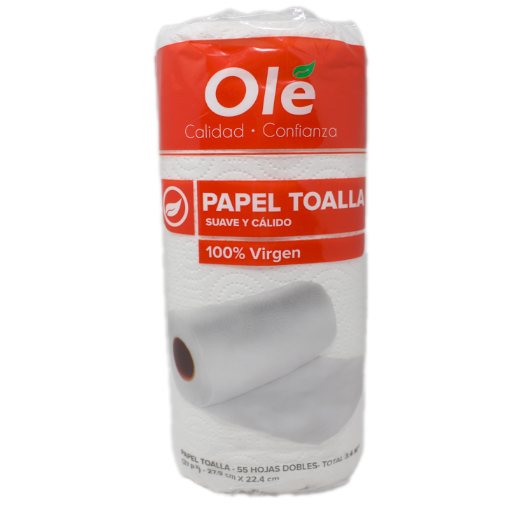 Olé
Calidad · Confianza
PAPEL TOALLA
SUAVE Y CÁLIDO
100% Virgen
PAPEL TOALLA - 55 HOJAS DOBLES- TOTAL
27.9 cm X 22.4 cm